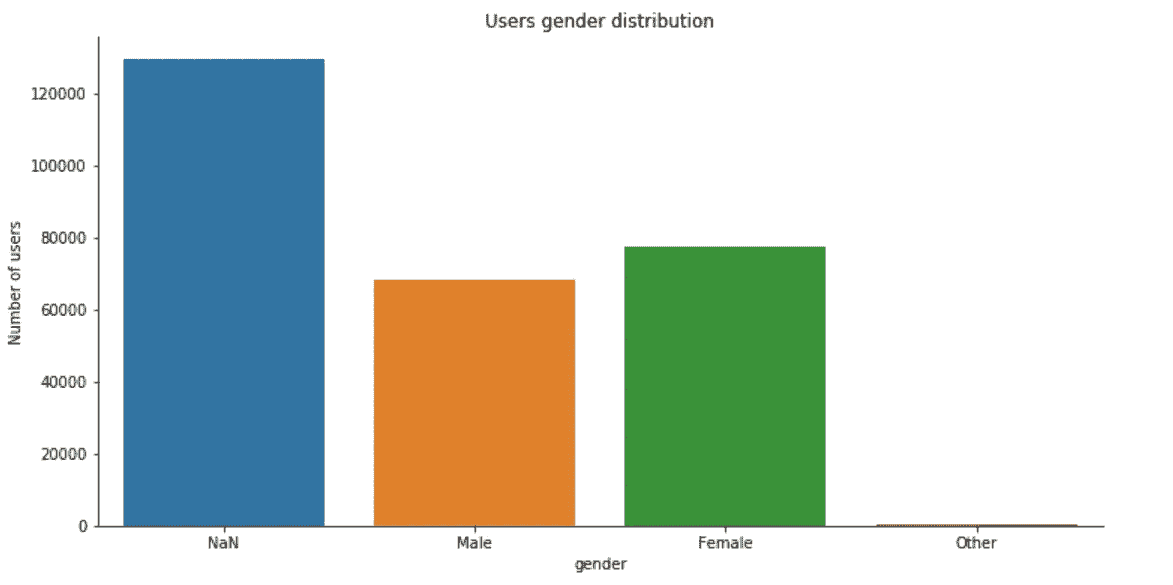 Users gender distribution
120000
100000
80000
60000
40000
20000
0
Number of users
NaN Male Female Other
gender